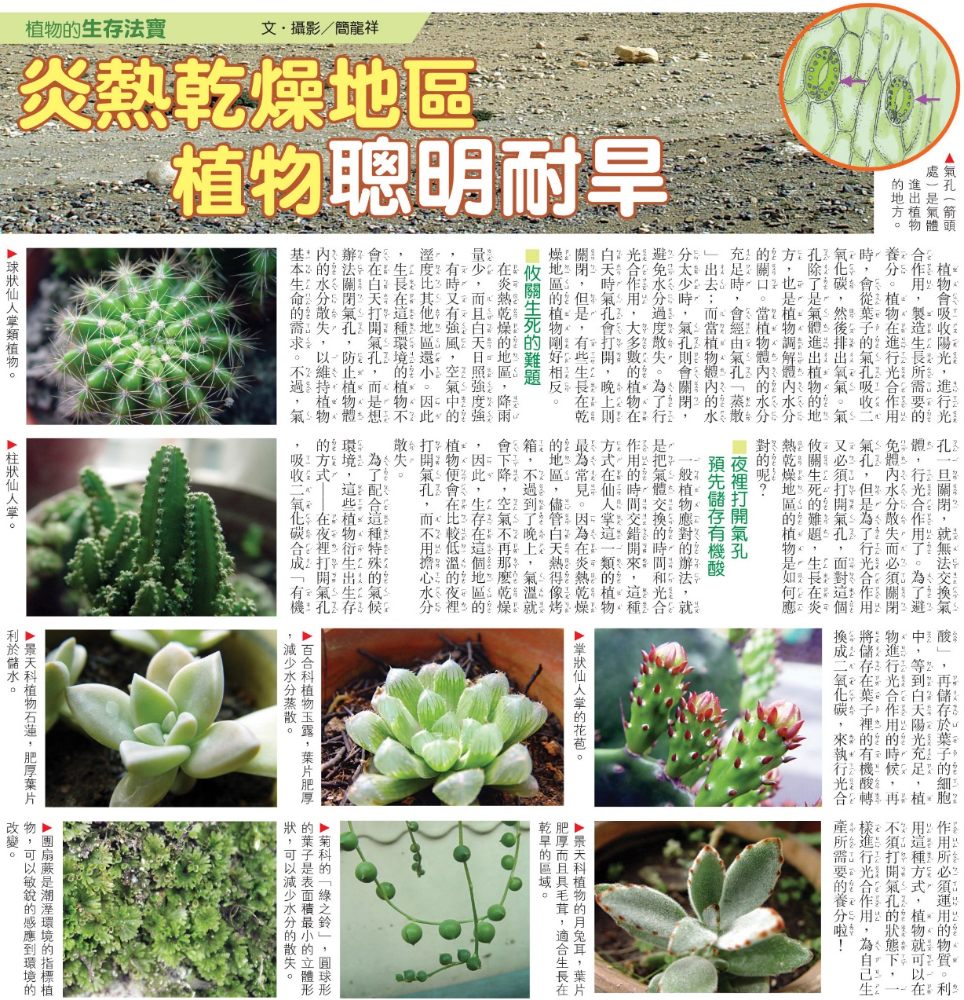 植物的生存法寶
文・攝影／簡龍祥
炎熱乾燥地區
植物聰明耐旱
▲氣孔（箭頭
處）是氣體
進出植物
的地方。
植物會吸收陽光，進行光
合作用，製造生長所需要的
養分。植物在進行光合作用
時，會從葉子的氣孔吸收二
氧化碳，然後排出氧氣。氣
孔除了是氣體進出植物的地
方，也是植物調解體內水分
的關口。當植物體內的水分
充足時，會經由氣孔「蒸散
」出去；而當植物體內的水
分太少時，氣孔則會關閉，
避免水分過度散失。為了行
光合作用，大多數的植物在
白天時氣孔會打開，晚上則
關閉，但是，有些生長在乾
燥地區的植物剛好相反。
■攸關生死的難題
在炎熱乾燥的地區，降雨
量少，而且白天日照強度強
，有時又有強風，空氣中的
溼度比其他地區還小。因此
，生長在這種環境的植物不
會在白天打開氣孔，而是想
辦法關閉氣孔，防止植物體
內的水分散失，以維持植物
基本生命的需求。不過，氣
▶球狀仙人掌類植物。
孔一旦關閉，就無法交換氣
體，行光合作用了。為了避
免體內水分散失而必須關閉
氣孔，但是為了行光合作用
又必須打開氣孔，面對這個
攸關生死的難題，生長在炎
熱乾燥地區的植物是如何應
對的呢？
■夜裡打開氣孔
預先儲存有機酸
一般植物應對的辦法，就
是把氣體交換的時間和光合
作用的時間交錯開來，這種
方式在仙人掌這一類的植物
最為常見。因為在炎熱乾燥
的地區，儘管白天熱得像烤
箱，不過到了晚上，氣溫就
會下降，空氣不再那麼乾燥
，因此，生存在這個地區的
植物便會在比較低溫的夜裡
打開氣孔，而不用擔心水分
散失。
為了配合這種特殊的氣候
環境，這些植物衍生出生存
的方式——在夜裡打開氣孔
，吸收二氧化碳合成「有機
▶柱狀仙人掌。
酸」，再儲存於葉子的細胞
中，等到白天陽光充足，植
物進行光合作用的時候，再
將儲存在葉子裡的有機酸轉
換成二氧化碳，來執行光合
▶掌狀仙人掌的花苞。
▶百合科植物玉露，葉片肥厚
，減少水分蒸散。
▶景天科植物石蓮，肥厚葉片
利於儲水。
作用所必須運用的物質。利
用這種方式，植物就可以在
不須打開氣孔的狀態下，一
樣進行光合作用，為自己生
產所需要的養分啦！
▶景天科植物的月兔耳，葉片
肥厚而且具毛茸，適合生長在
乾旱的區域。
▶菊科的「綠之鈴」，圓球形
的葉子是表面積最小的立體形
狀，可以減少水分的散失。
▶團扇蕨是潮溼環境的指標植
物，可以敏銳的感應到環境的
改變。